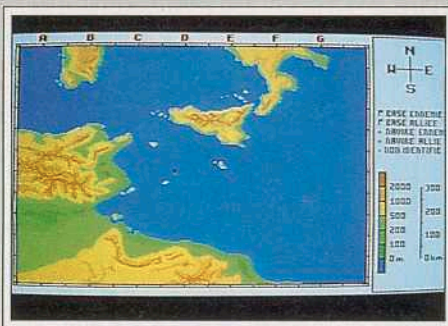 A B C D E F G
N
W E
S
BASE ENNEMIE
BASE ALLIEE
NAVIRE ENNEM
NAVIRE ALLIE
NON IDENTIFIE
2000 300
1000
500 200
200
100 100
0m 0km